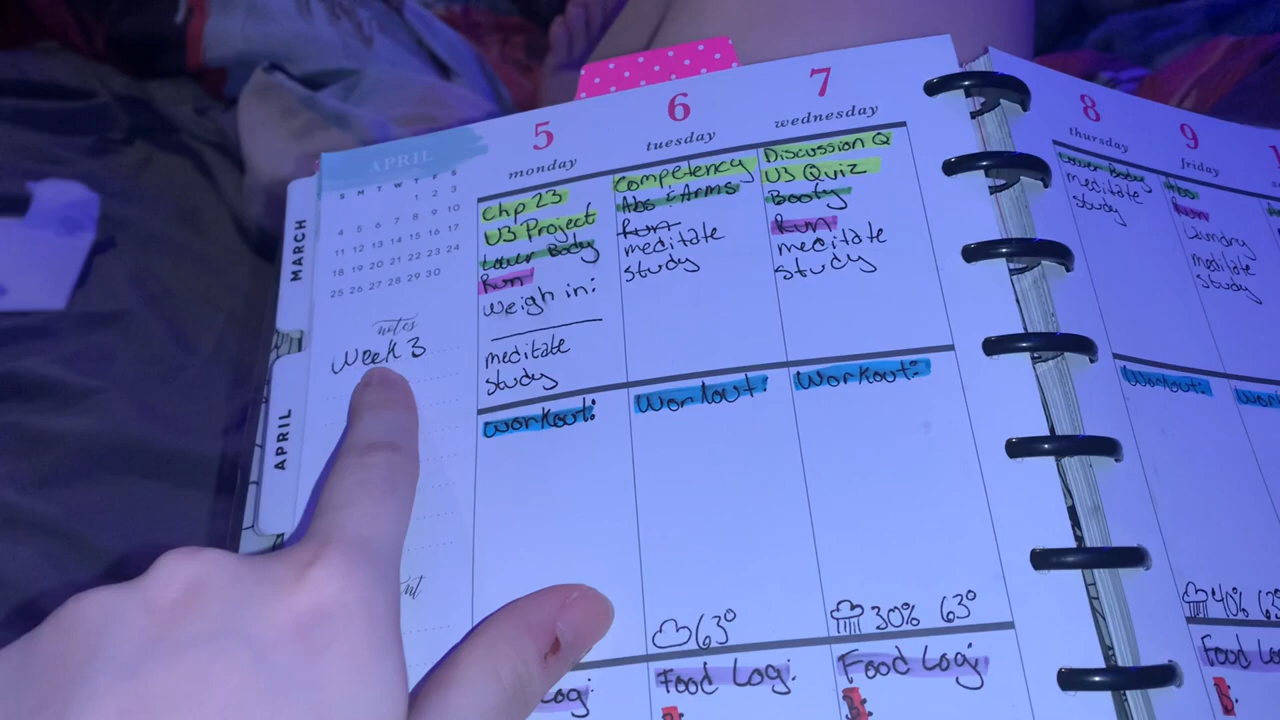 MARCH
APRIL
APRIL
S M T W T F S
1 2 3
4 5 6 7 8 9 10
11 12 13 14 15 16 17
18 19 20 21 22 23 24
25 26 27 28 29 30
notes
Week 3
5
monday
Chp 23
U3 Project
Lower Body
Run
Weigh in:
meditate
study
Workout:
Log:
6
tuesday
Competency
Abs & Arms
Run
meditate
study
Workout:
63°
Food Log:
7
wednesday
Discussion Q
U3 Quiz
Booty
Run
meditate
study
Workout:
30% 63°
Food Log:
8
thursday
Lower Body
meditate
study
Workout:
9
friday
Abs
Run
laundry
meditate
study
40%
Food